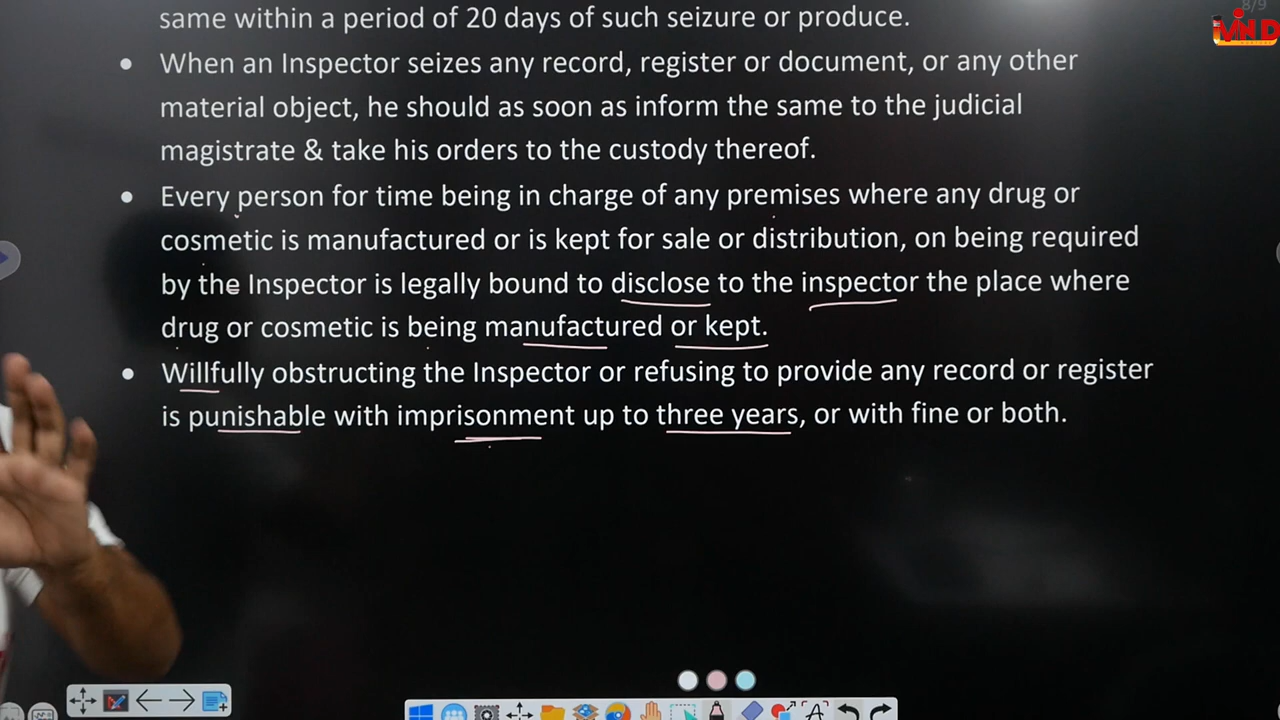 8/9
same within a period of 20 days of such seizure or produce.
• When an Inspector seizes any record, register or document, or any other
material object, he should as soon as inform the same to the judicial
magistrate & take his orders to the custody thereof.
• Every person for time being in charge of any premises where any drug or
cosmetic is manufactured or is kept for sale or distribution, on being required
by the Inspector is legally bound to disclose to the inspector the place where
drug or cosmetic is being manufactured or kept.
• Willfully obstructing the Inspector or refusing to provide any record or register
is punishable with imprisonment up to three years, or with fine or both.